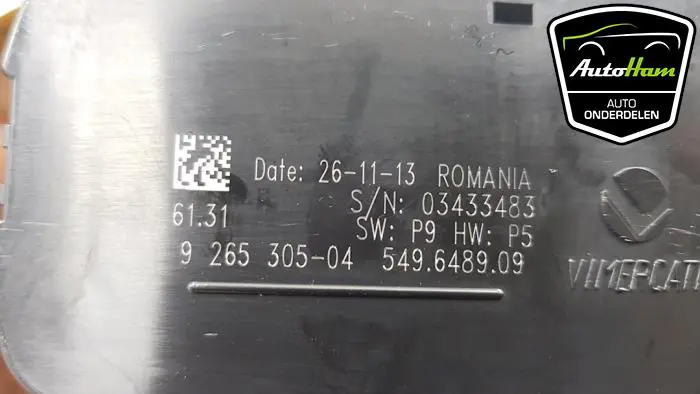 AutoHam
AUTO
ONDERDELEN
Date: 26-11-13 ROMANIA
S/N: 03433483
61.31
SW: P9 HW: P5
9 265 305-04 549.6489.09